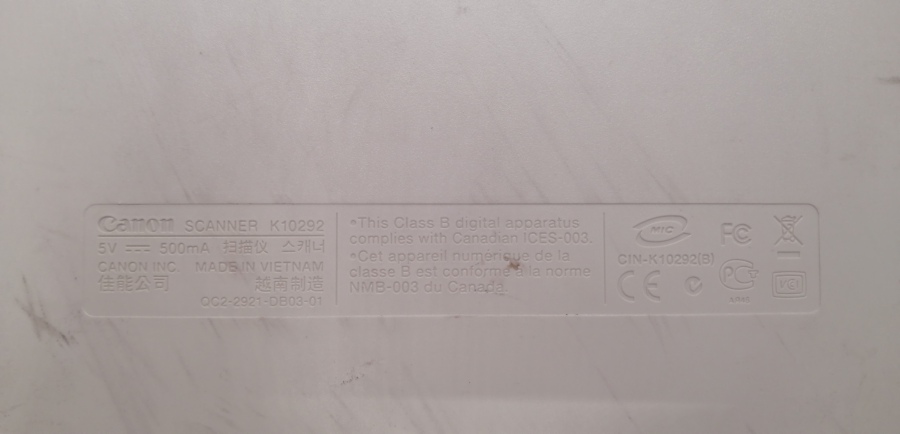 Canon SCANNER K10292
5V ⎓ 500mA 扫描仪 스캐너
CANON INC. MADE IN VIETNAM
佳能公司 越南制造
QC2-2921-DB03-01
•This Class B digital apparatus
complies with Canadian ICES-003.
•Cet appareil numérique de la
classe B est conforme à la norme
NMB-003 du Canada.
MIC FC
CIN-K10292(B)
CE